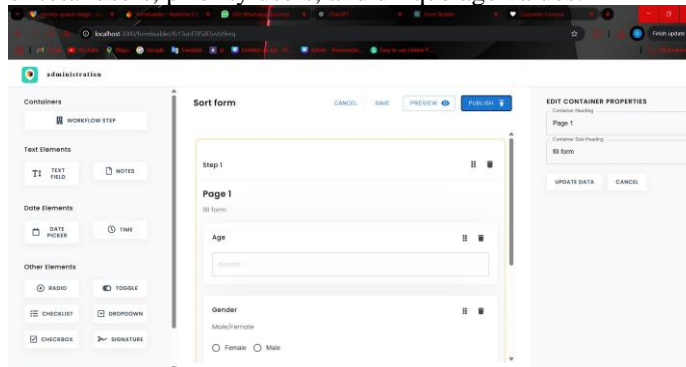 localhost:3000/formbuilder/
Finish update
administration
Containers
WORKFLOW STEP
Text Elements
TEXT FIELD
NOTES
Date Elements
DATE PICKER
TIME
Other Elements
RADIO
TOGGLE
CHECKLIST
DROPDOWN
CHECKBOX
SIGNATURE
Sort form
CANCEL SAVE PREVIEW PUBLISH
Step 1
Page 1
fill form
Age
Number
Gender
Male/Female
Female Male
EDIT CONTAINER PROPERTIES
Container Heading
Page 1
Container Sub-Heading
fill form
UPDATE DATA CANCEL